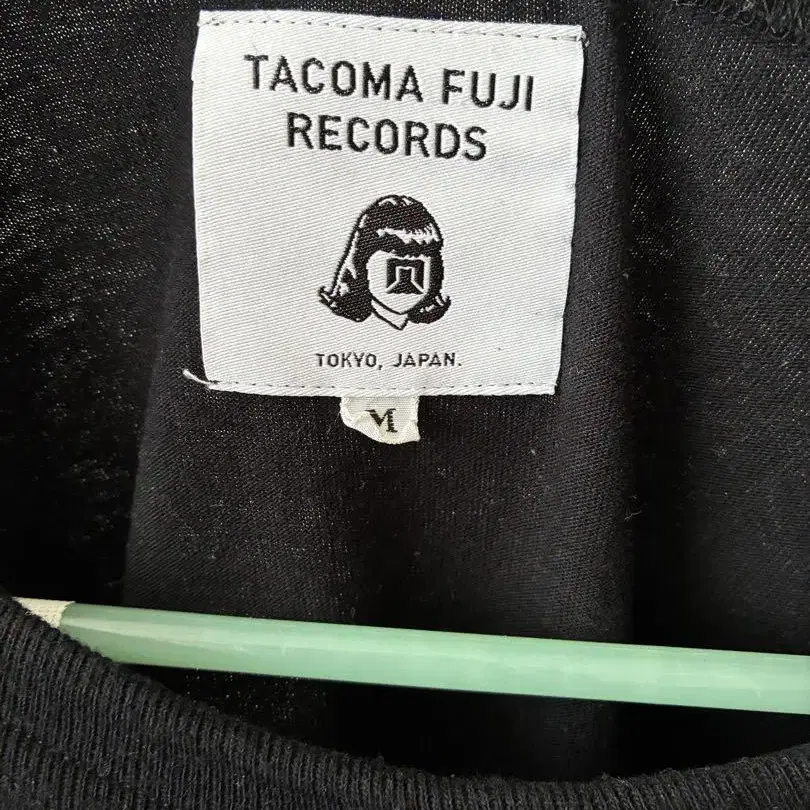 TACOMA FUJI
RECORDS
TOKYO, JAPAN.
M